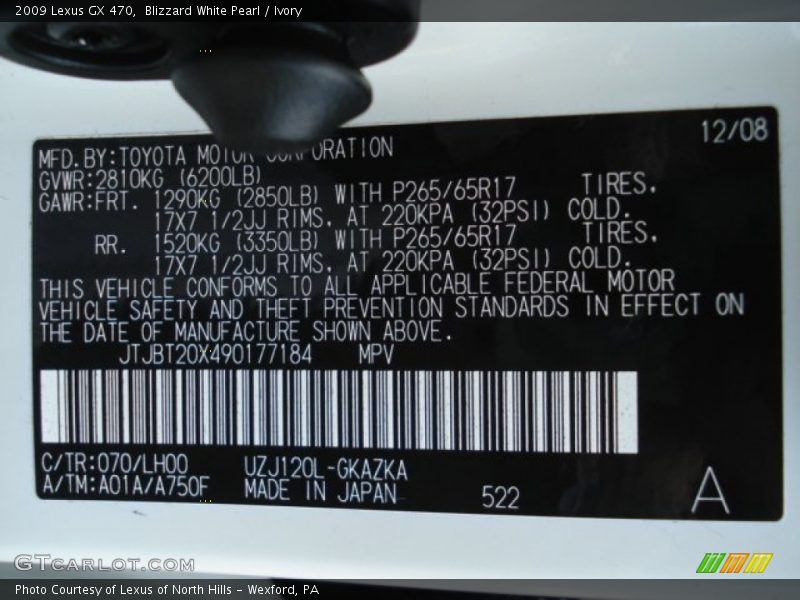 2009 Lexus GX 470, Blizzard White Pearl / Ivory
12/08
MFD.BY:TOYOTA MOTOR CORPORATION
GVWR:2810KG (6200LB)
GAWR:FRT. 1290KG (2850LB) WITH P265/65R17 TIRES.
17X7 1/2JJ RIMS. AT 220KPA (32PSI) COLD.
RR. 1520KG (3350LB) WITH P265/65R17 TIRES.
17X7 1/2JJ RIMS. AT 220KPA (32PSI) COLD.
THIS VEHICLE CONFORMS TO ALL APPLICABLE FEDERAL MOTOR
VEHICLE SAFETY AND THEFT PREVENTION STANDARDS IN EFFECT ON
THE DATE OF MANUFACTURE SHOWN ABOVE.
JTJBT20X490177184 MPV
C/TR:070/LH00 UZJ120L-GKAZKA
A/TM:A01A/A750F MADE IN JAPAN 522 A
GTCARLOT.COM
Photo Courtesy of Lexus of North Hills - Wexford, PA